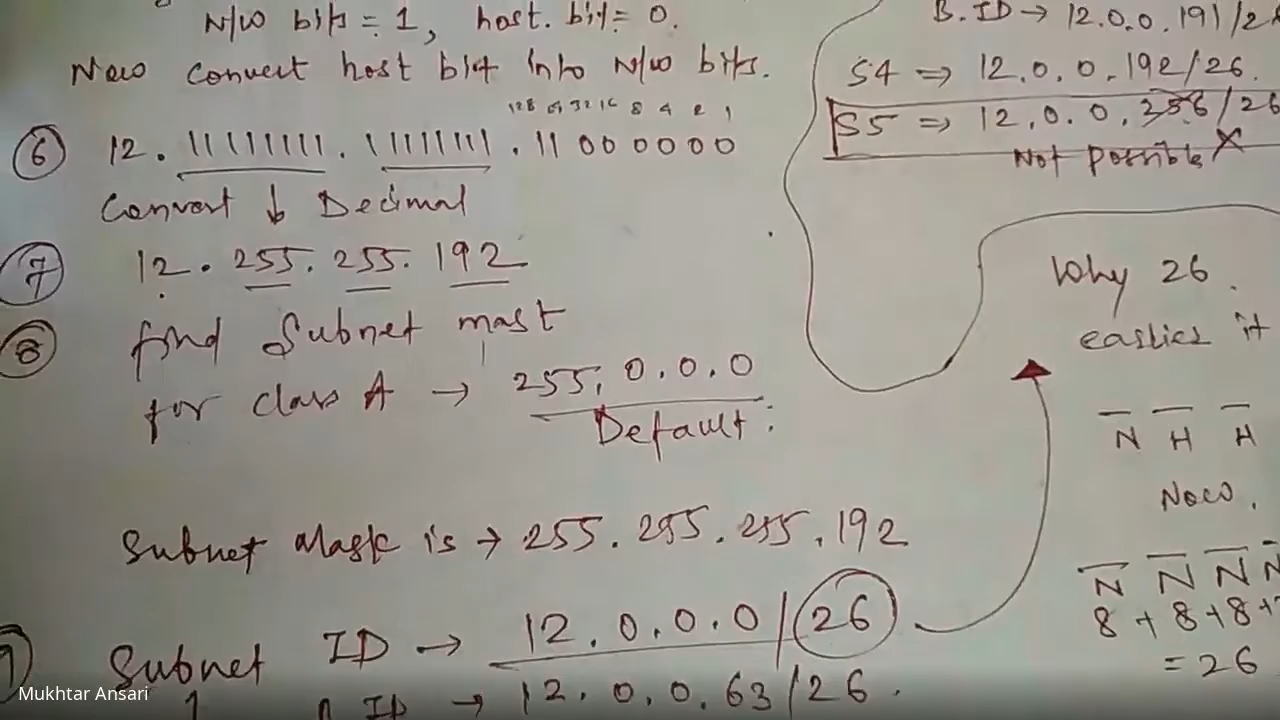 N/W bits = 1, host. bit = 0.
Now convert host bit into N/W bits.
128 64 32 16 8 4 2 1
⑥ 12.11111111.11111111.11000000
Convert ↓ Decimal
⑦ 12.255.255.192
⑧ find Subnet mast
for class A → 255.0.0.0
Default:
Subnet Mask is → 255.255.255.192
Subnet ID → 12.0.0.0/26
1 B.ID → 12.0.0.63/26.
B.ID → 12.0.0.191/2
S4 ⇒ 12.0.0.192/26.
S5 ⇒ 12.0.0.256/26
Not possible X
Why 26.
earlier it
N H H
Now,
N N N N
8 + 8 + 8 +
= 26
Mukhtar Ansari